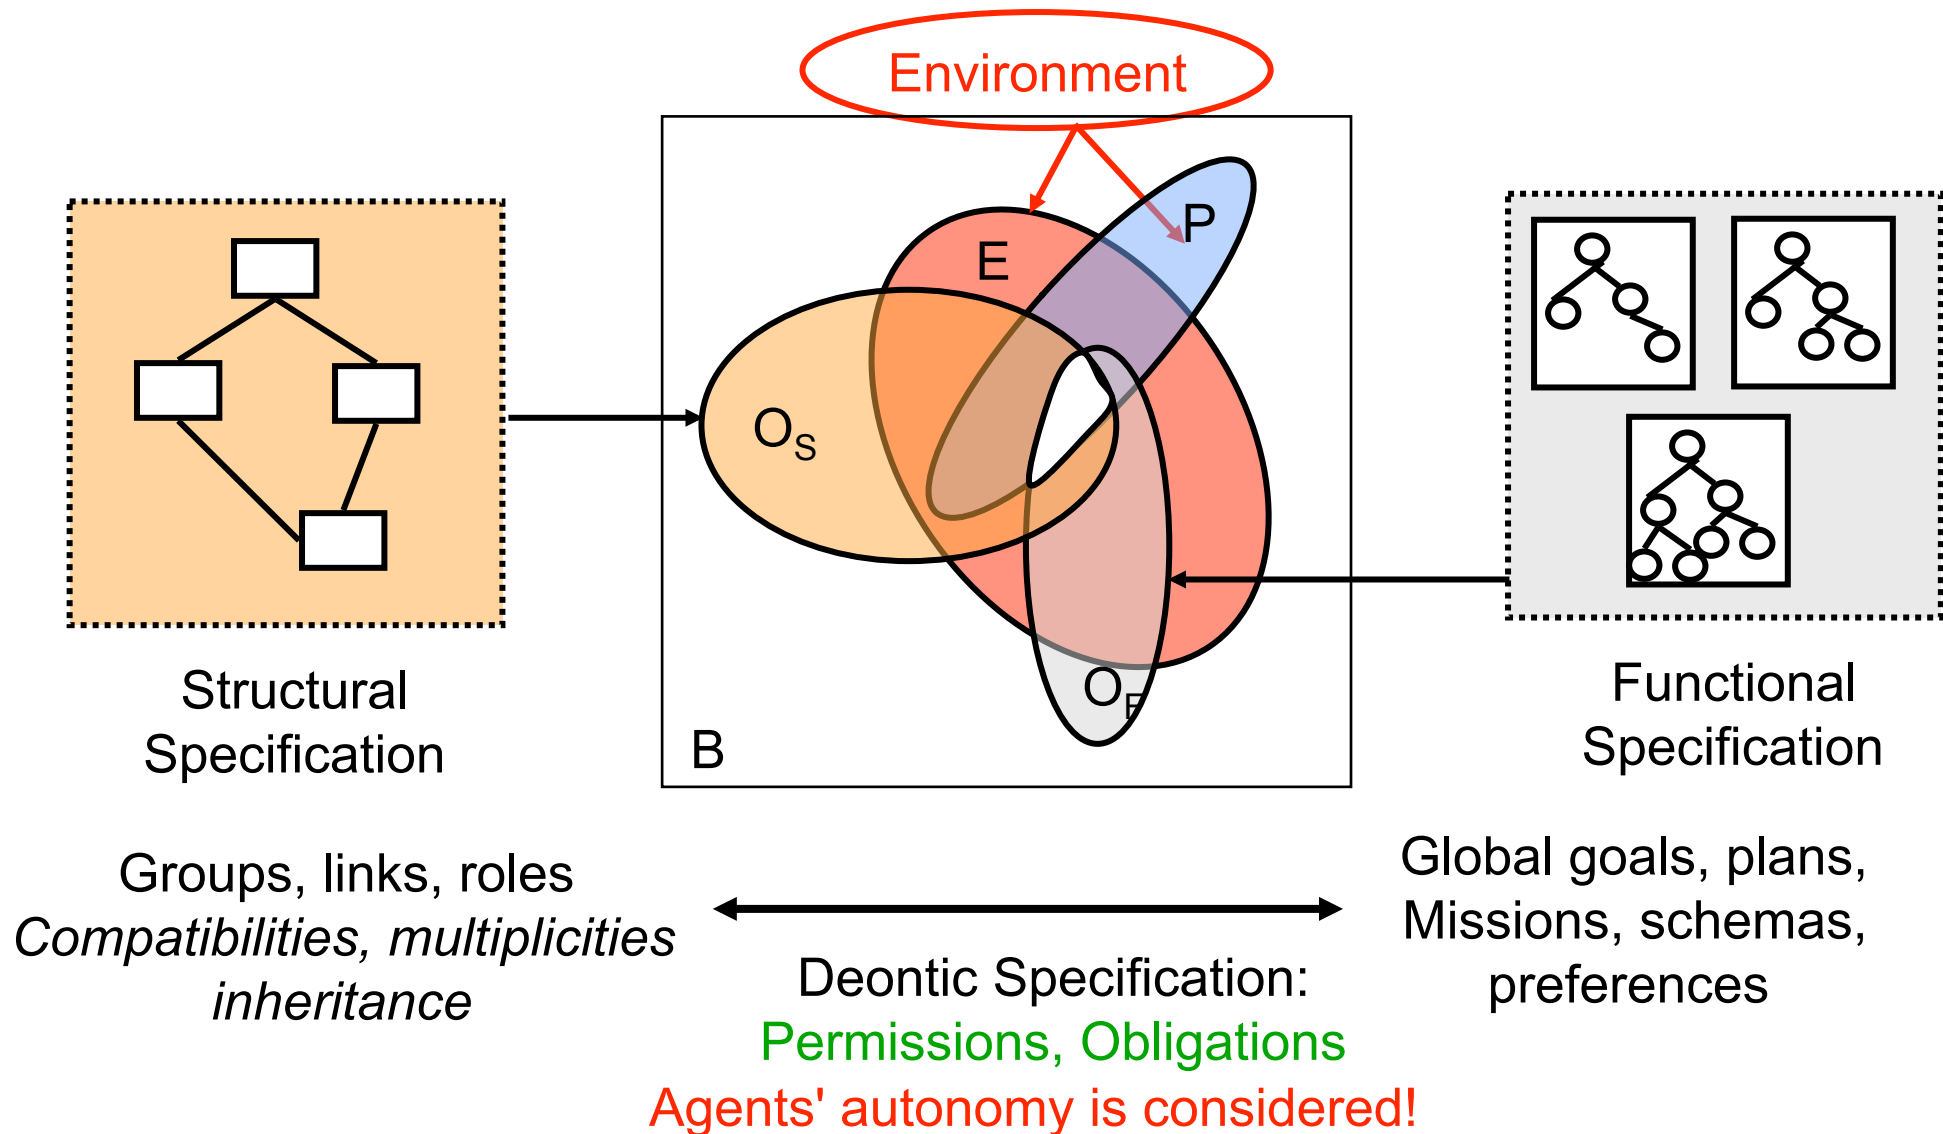 Environment
P
E
OS
OF
B
Structural
Specification
Functional
Specification
Groups, links, roles
Compatibilities, multiplicities
inheritance
Global goals, plans,
Missions, schemas,
preferences
Deontic Specification:
Permissions, Obligations
Agents' autonomy is considered!